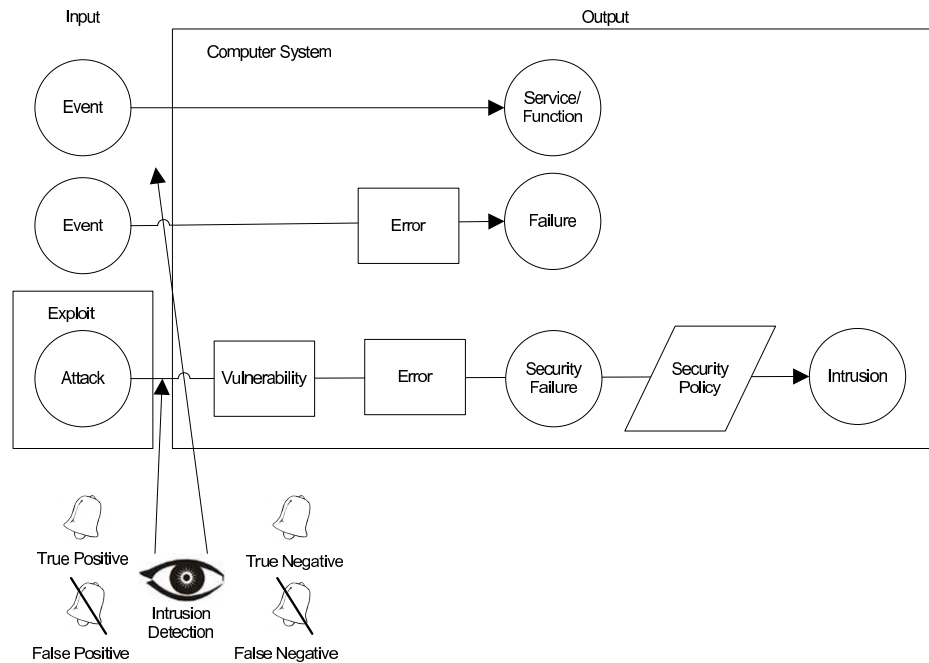 Input
Output
Computer System
Event
Service/
Function
Event
Error
Failure
Exploit
Attack
Vulnerability
Error
Security
Failure
Security
Policy
Intrusion
True Positive
True Negative
Intrusion
Detection
False Positive
False Negative